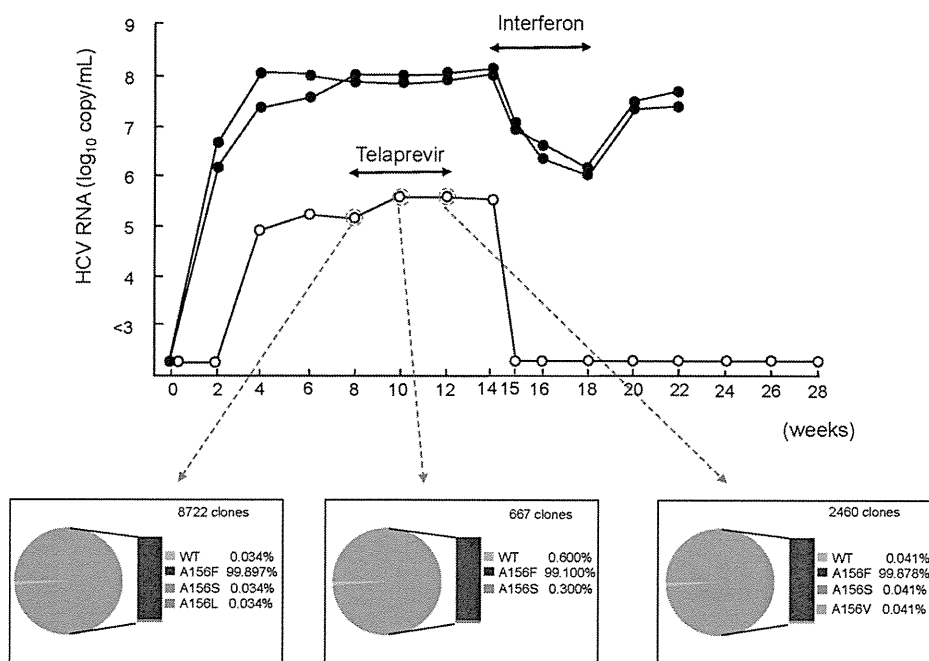 9
8
7
6
5
4
<3
HCV RNA (log10 copy/mL)
Interferon
Telaprevir
0 2 4 6 8 10 12 14 15 16 18 20 22 24 26 28
(weeks)
8722 clones
WT 0.034%
A156F 99.897%
A156S 0.034%
A156L 0.034%
667 clones
WT 0.600%
A156F 99.100%
A156S 0.300%
2460 clones
WT 0.041%
A156F 99.878%
A156S 0.041%
A156V 0.041%